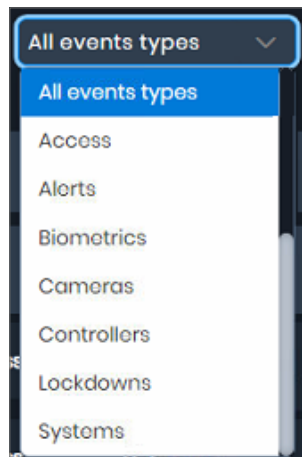 All events types
All events types
Access
Alerts
Biometrics
Cameras
Controllers
Lockdowns
Systems